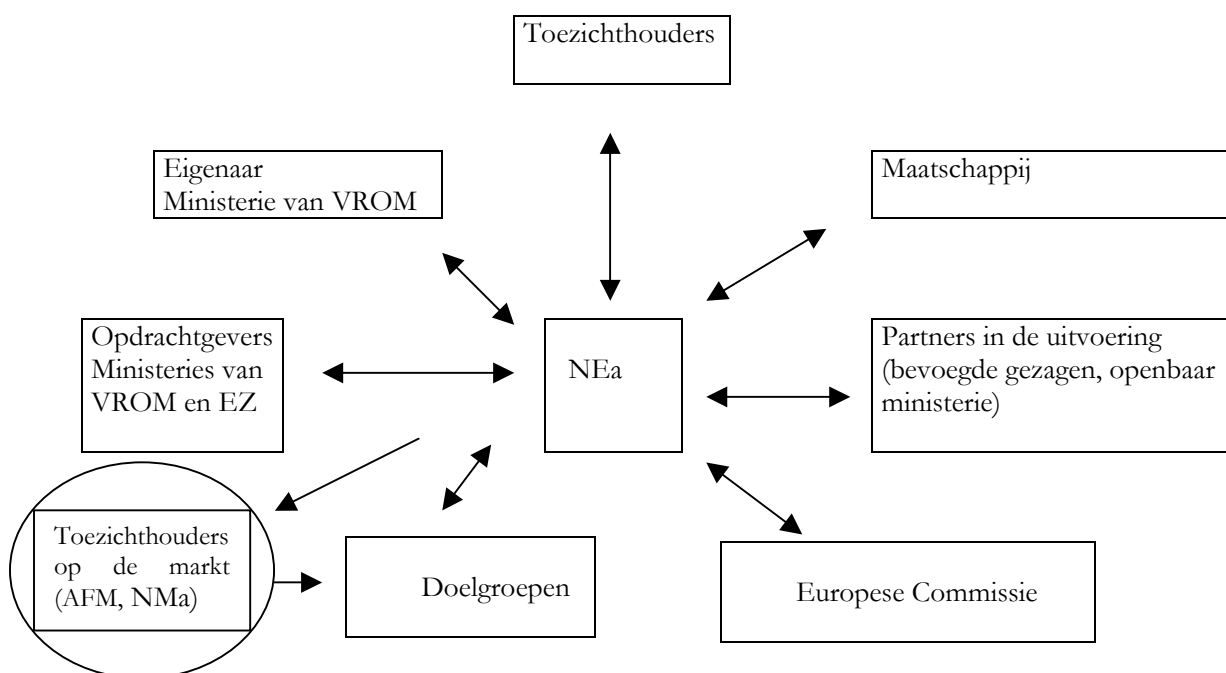 Toezichthouders
Eigenaar
Ministerie van VROM
Maatschappij
Opdrachtgevers
Ministeries van
VROM en EZ
NEa
Partners in de uitvoering
(bevoegde gezagen, openbaar
ministerie)
Toezichthouders
op de markt
(AFM, NMa)
Doelgroepen
Europese Commissie